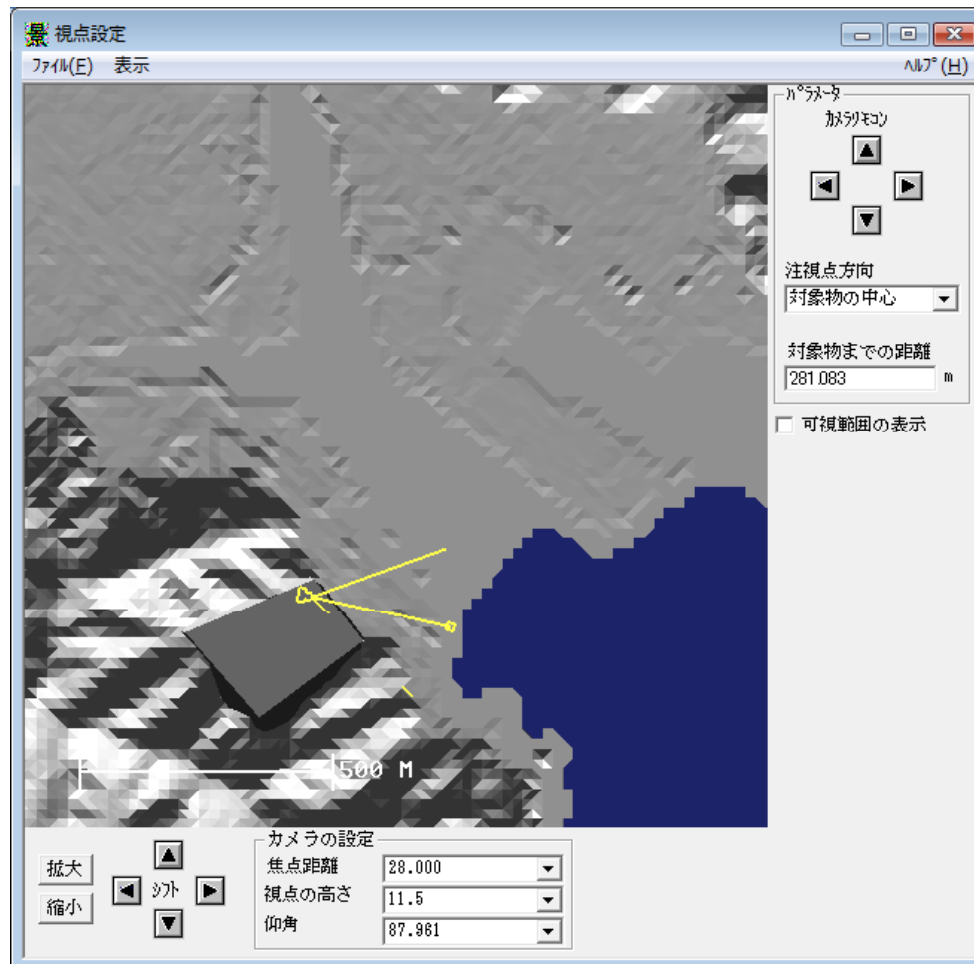 景 視点設定
ﾌｧｲﾙ(F) 表示 ﾍﾙﾌﾟ(H)
ﾊﾟﾗﾒｰﾀ
ｶﾒﾗﾘﾓｺﾝ
注視点方向
対象物の中心
対象物までの距離
281.083 m
可視範囲の表示
500 M
拡大
縮小
ｼﾌﾄ
カメラの設定
焦点距離 28.000
視点の高さ 11.5
仰角 87.961